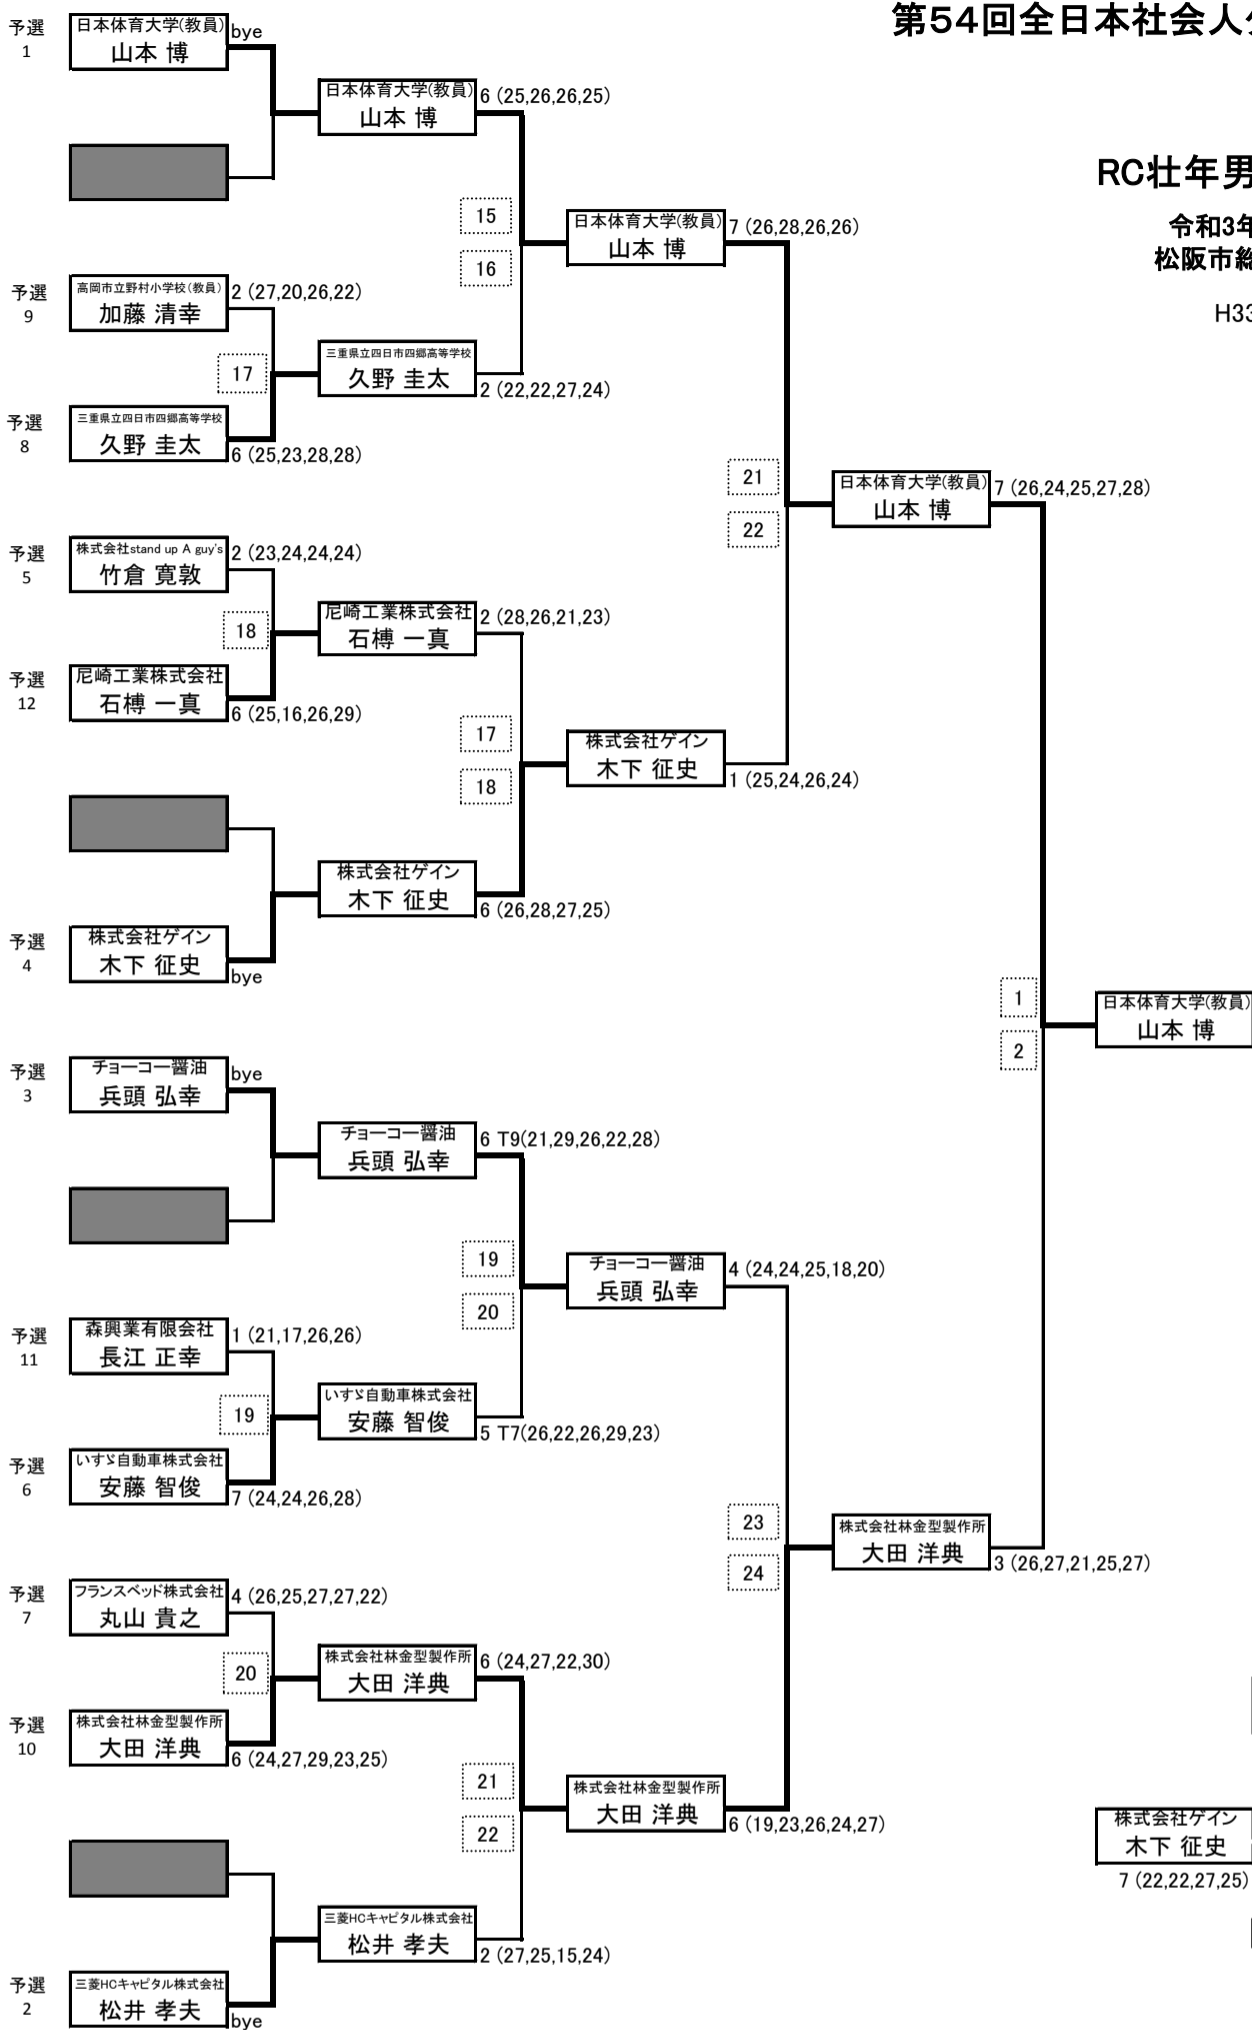 第54回全日本社会人
RC壮年男
令和3年
松阪市総
H33
予選
1
日本体育大学(教員)
山本 博
bye
日本体育大学(教員)
山本 博
6 (25,26,26,25)
15
16
日本体育大学(教員)
山本 博
7 (26,28,26,26)
予選
9
高岡市立野村小学校(教員)
加藤 清幸
2 (27,20,26,22)
17
三重県立四日市四郷高等学校
久野 圭太
2 (22,22,27,24)
予選
8
三重県立四日市四郷高等学校
久野 圭太
6 (25,23,28,28)
21
22
日本体育大学(教員)
山本 博
7 (26,24,25,27,28)
予選
5
株式会社stand up A guy's
竹倉 寛敦
2 (23,24,24,24)
18
尼崎工業株式会社
石榑 一真
2 (28,26,21,23)
予選
12
尼崎工業株式会社
石榑 一真
6 (25,16,26,29)
17
18
株式会社ゲイン
木下 征史
1 (25,24,26,24)
株式会社ゲイン
木下 征史
6 (26,28,27,25)
予選
4
株式会社ゲイン
木下 征史
bye
1
2
日本体育大学(教員)
山本 博
予選
3
チョーコー醤油
兵頭 弘幸
bye
チョーコー醤油
兵頭 弘幸
6 T9(21,29,26,22,28)
19
20
チョーコー醤油
兵頭 弘幸
4 (24,24,25,18,20)
予選
11
森興業有限会社
長江 正幸
1 (21,17,26,26)
19
いすゞ自動車株式会社
安藤 智俊
5 T7(26,22,26,29,23)
予選
6
いすゞ自動車株式会社
安藤 智俊
7 (24,24,26,28)
23
24
株式会社林金型製作所
大田 洋典
3 (26,27,21,25,27)
予選
7
フランスベッド株式会社
丸山 貴之
4 (26,25,27,27,22)
20
株式会社林金型製作所
大田 洋典
6 (24,27,22,30)
予選
10
株式会社林金型製作所
大田 洋典
6 (24,27,29,23,25)
21
22
株式会社林金型製作所
大田 洋典
6 (19,23,26,24,27)
株式会社ゲイン
木下 征史
7 (22,22,27,25)
三菱HCキャピタル株式会社
松井 孝夫
2 (27,25,15,24)
予選
2
三菱HCキャピタル株式会社
松井 孝夫
bye